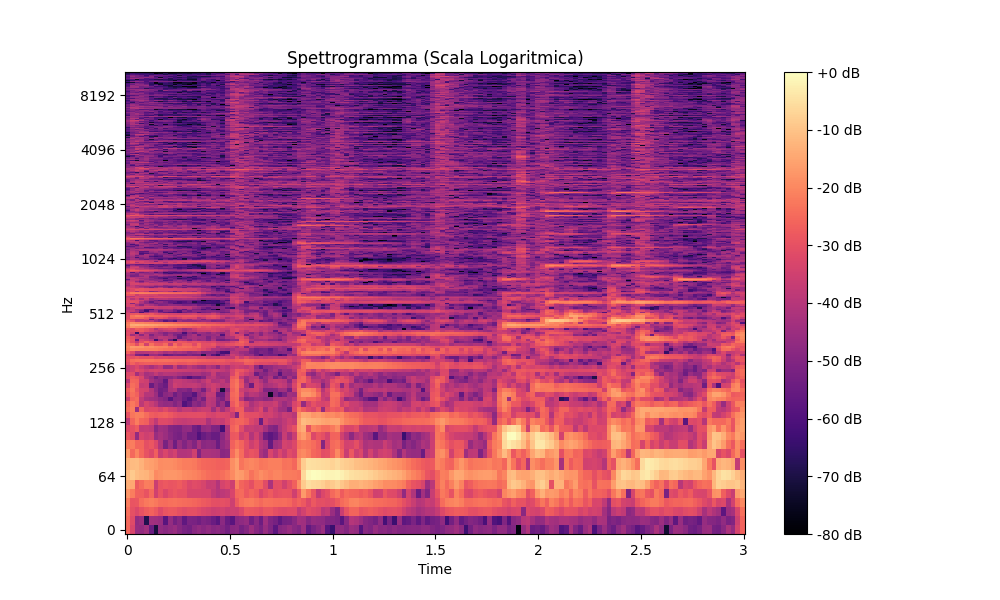 Spettrogramma (Scala Logaritmica)
Hz
8192
4096
2048
1024
512
256
128
64
0
0 0.5 1 1.5 2 2.5 3
Time
+0 dB
-10 dB
-20 dB
-30 dB
-40 dB
-50 dB
-60 dB
-70 dB
-80 dB